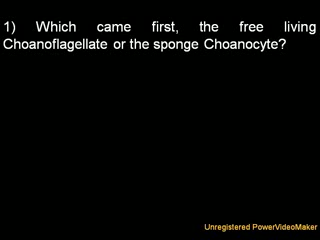 1) Which came first, the free living
Choanoflagellate or the sponge Choanocyte?
Unregistered PowerVideoMaker